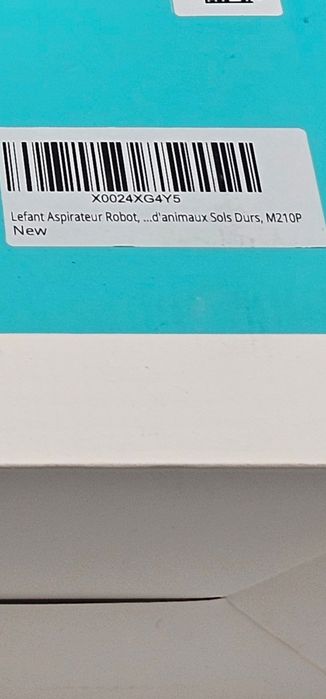 X0024XG4Y5
Lefant Aspirateur Robot, ...d'animaux Sols Durs, M210P
New